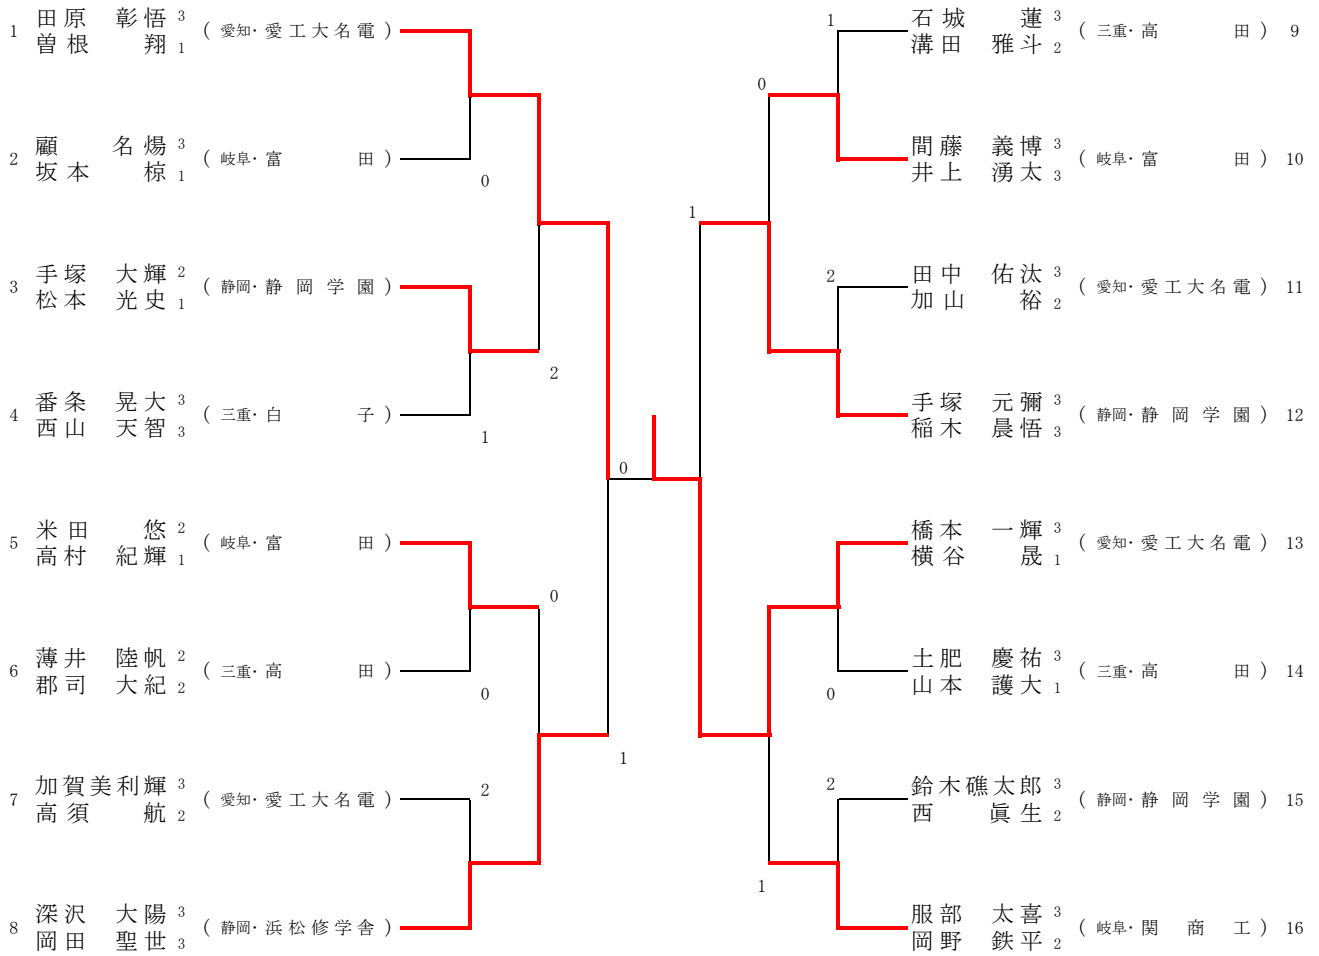 1 田原 彰悟 3 ( 愛知・愛工大名電 )
曽根 翔 1
2 顧 名煬 3 ( 岐阜・富田 )
坂本 椋 1
0
3 手塚 大輝 2 ( 静岡・静岡学園 )
松本 光史 1
2
4 番条 晃大 3 ( 三重・白子 )
西山 天智 3
1
0
5 米田 悠 2 ( 岐阜・富田 )
高村 紀輝 1
0
6 薄井 陸帆 2 ( 三重・高田 )
郡司 大紀 2
0
1
7 加賀美利輝 3 ( 愛知・愛工大名電 )
高須 航 2
2
8 深沢 大陽 3 ( 静岡・浜松修学舎 )
岡田 聖世 3
1
石城 蓮 3 ( 三重・高田 ) 9
溝田 雅斗 2
0
間藤 義博 3 ( 岐阜・富田 ) 10
井上 湧太 3
1
2
田中 佑汰 3 ( 愛知・愛工大名電 ) 11
加山 裕 2
手塚 元彌 3 ( 静岡・静岡学園 ) 12
稲木 晨悟 3
橋本 一輝 3 ( 愛知・愛工大名電 ) 13
横谷 晟 1
土肥 慶祐 3 ( 三重・高田 ) 14
山本 護大 1
0
2
鈴木礁太郎 3 ( 静岡・静岡学園 ) 15
西 眞生 2
1
服部 太喜 3 ( 岐阜・関商工 ) 16
岡野 鉄平 2